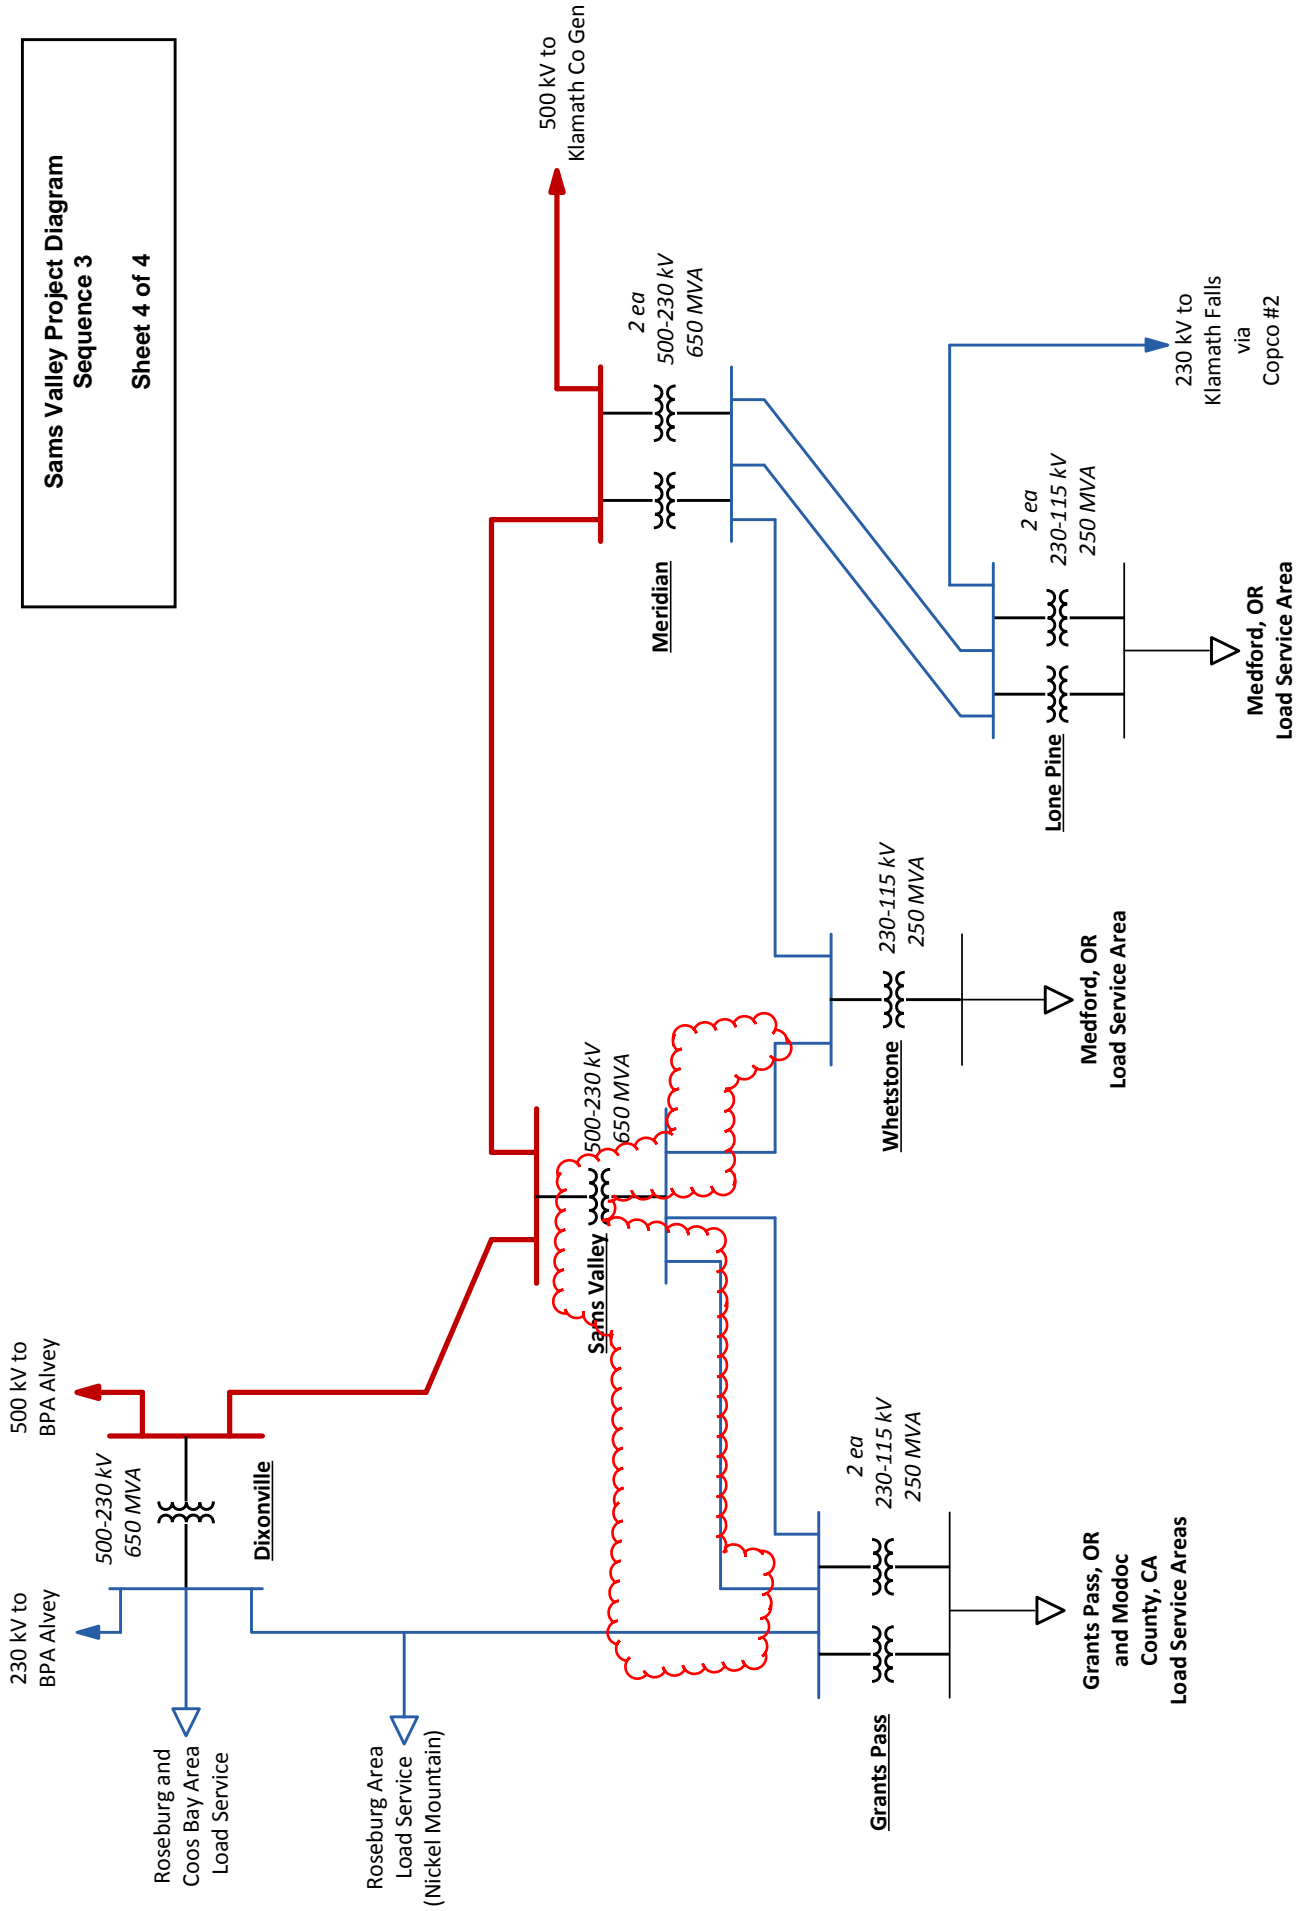 Sams Valley Project Diagram
Sequence 3
Sheet 4 of 4
230 kV to
BPA Alvey
500 kV to
BPA Alvey
500-230 kV
650 MVA
Dixonville
Roseburg and
Coos Bay Area
Load Service
Roseburg Area
Load Service
(Nickel Mountain)
500 kV to
Klamath Co Gen
500-230 kV
650 MVA
Sams Valley
2 ea
500-230 kV
650 MVA
Meridian
Grants Pass
2 ea
230-115 kV
250 MVA
Grants Pass, OR
and Modoc
County, CA
Load Service Areas
Whetstone
230-115 kV
250 MVA
Medford, OR
Load Service Area
Lone Pine
2 ea
230-115 kV
250 MVA
Medford, OR
Load Service Area
230 kV to
Klamath Falls
via
Copco #2